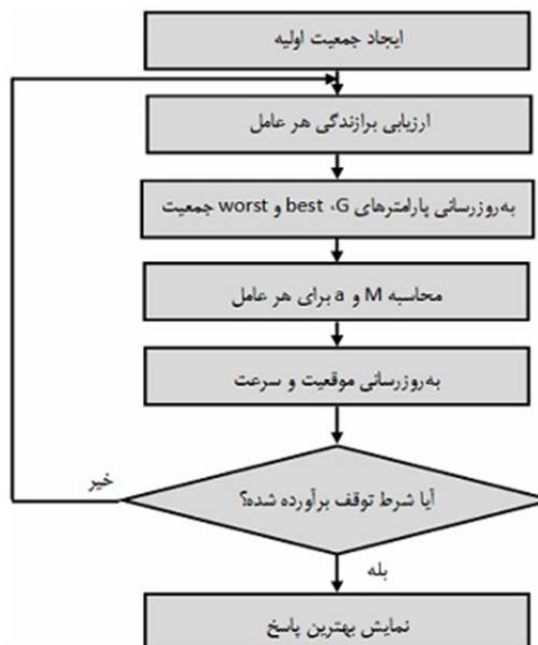 ایجاد جمعیت اولیه
ارزیابی برازندگی هر عامل
به‌روزرسانی پارامترهای G، best و worst جمعیت
محاسبه M و a برای هر عامل
به‌روزرسانی موقعیت و سرعت
آیا شرط توقف برآورده شده؟
خیر
بله
نمایش بهترین پاسخ